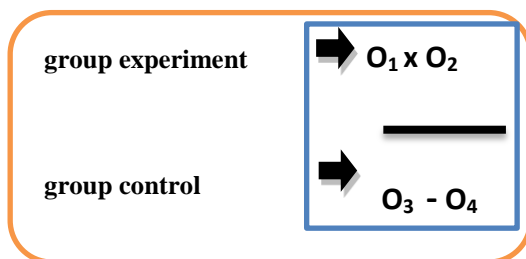 group experiment O₁ x O₂
group control O₃ - O₄